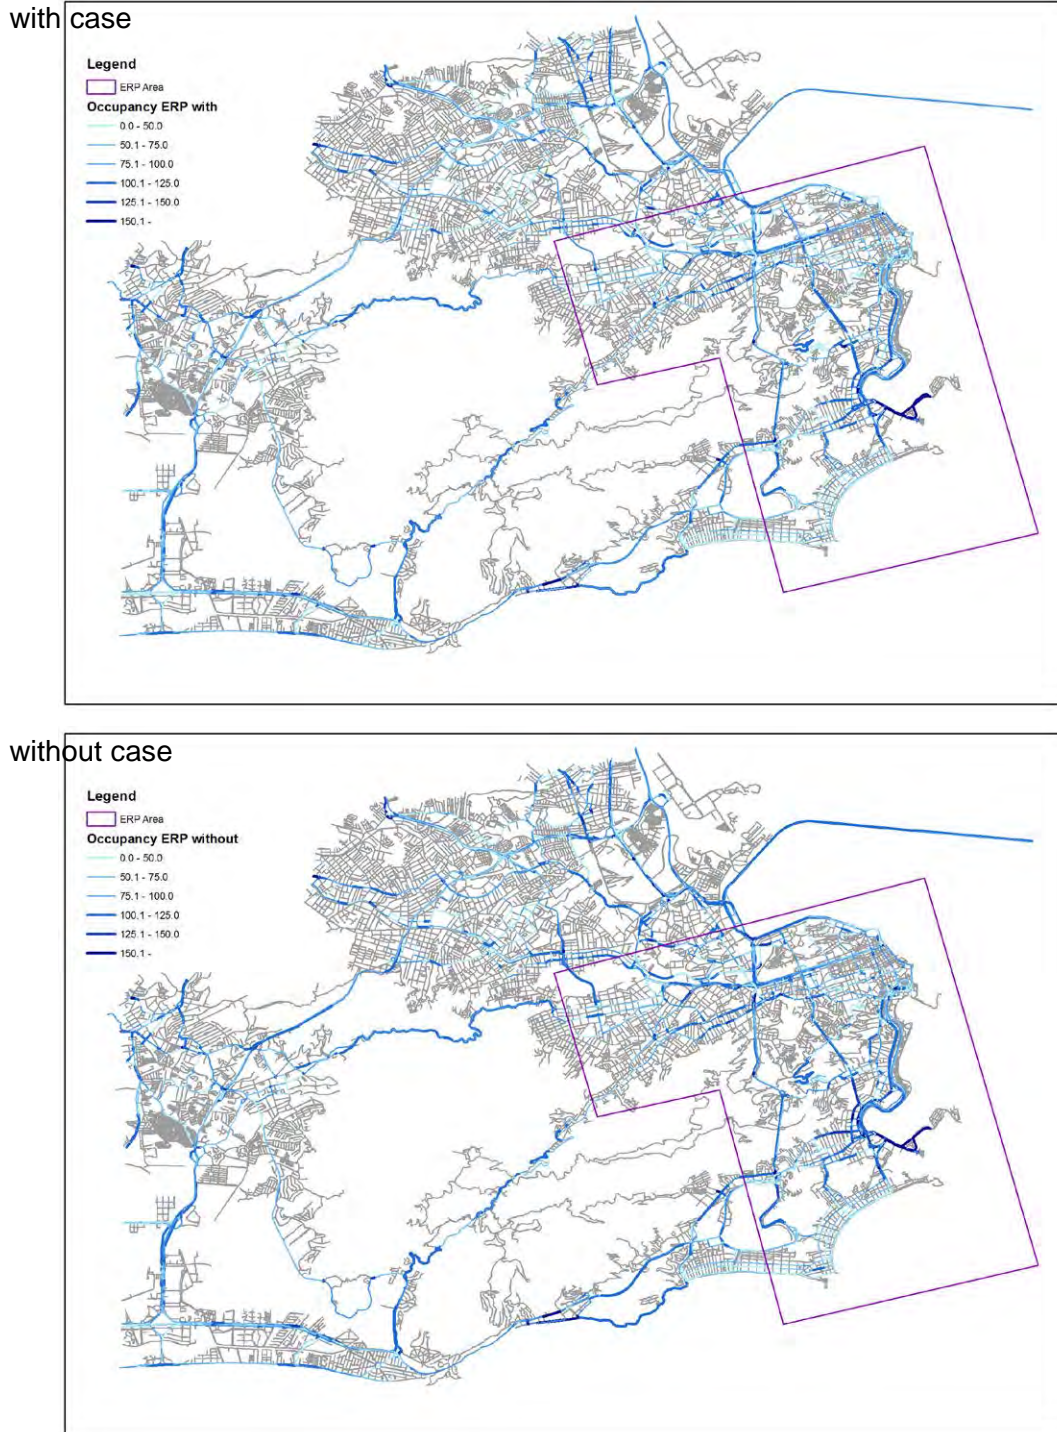 with case
Legend
ERP Area
Occupancy ERP with
0.0 - 50.0
50.1 - 75.0
75.1 - 100.0
100.1 - 125.0
125.1 - 150.0
150.1 -
without case
Legend
ERP Area
Occupancy ERP without
0.0 - 50.0
50.1 - 75.0
75.1 - 100.0
100.1 - 125.0
125.1 - 150.0
150.1 -